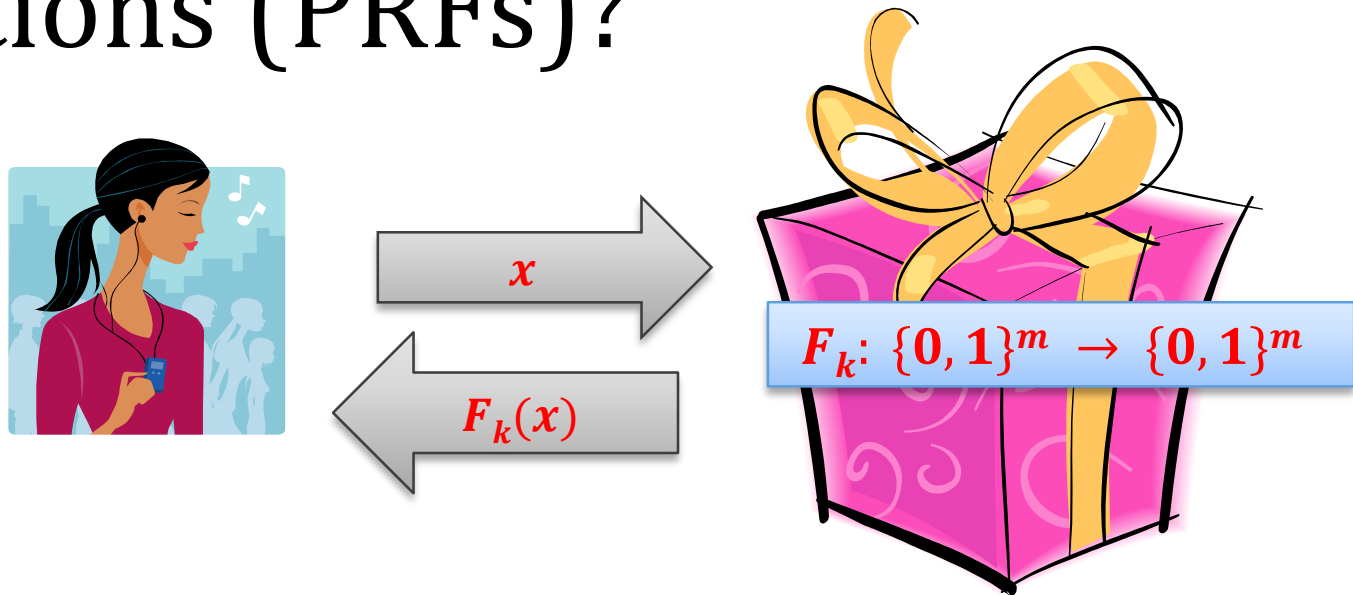 tions (PRFs)?
x
F_k: {0, 1}^m → {0, 1}^m
F_k(x)